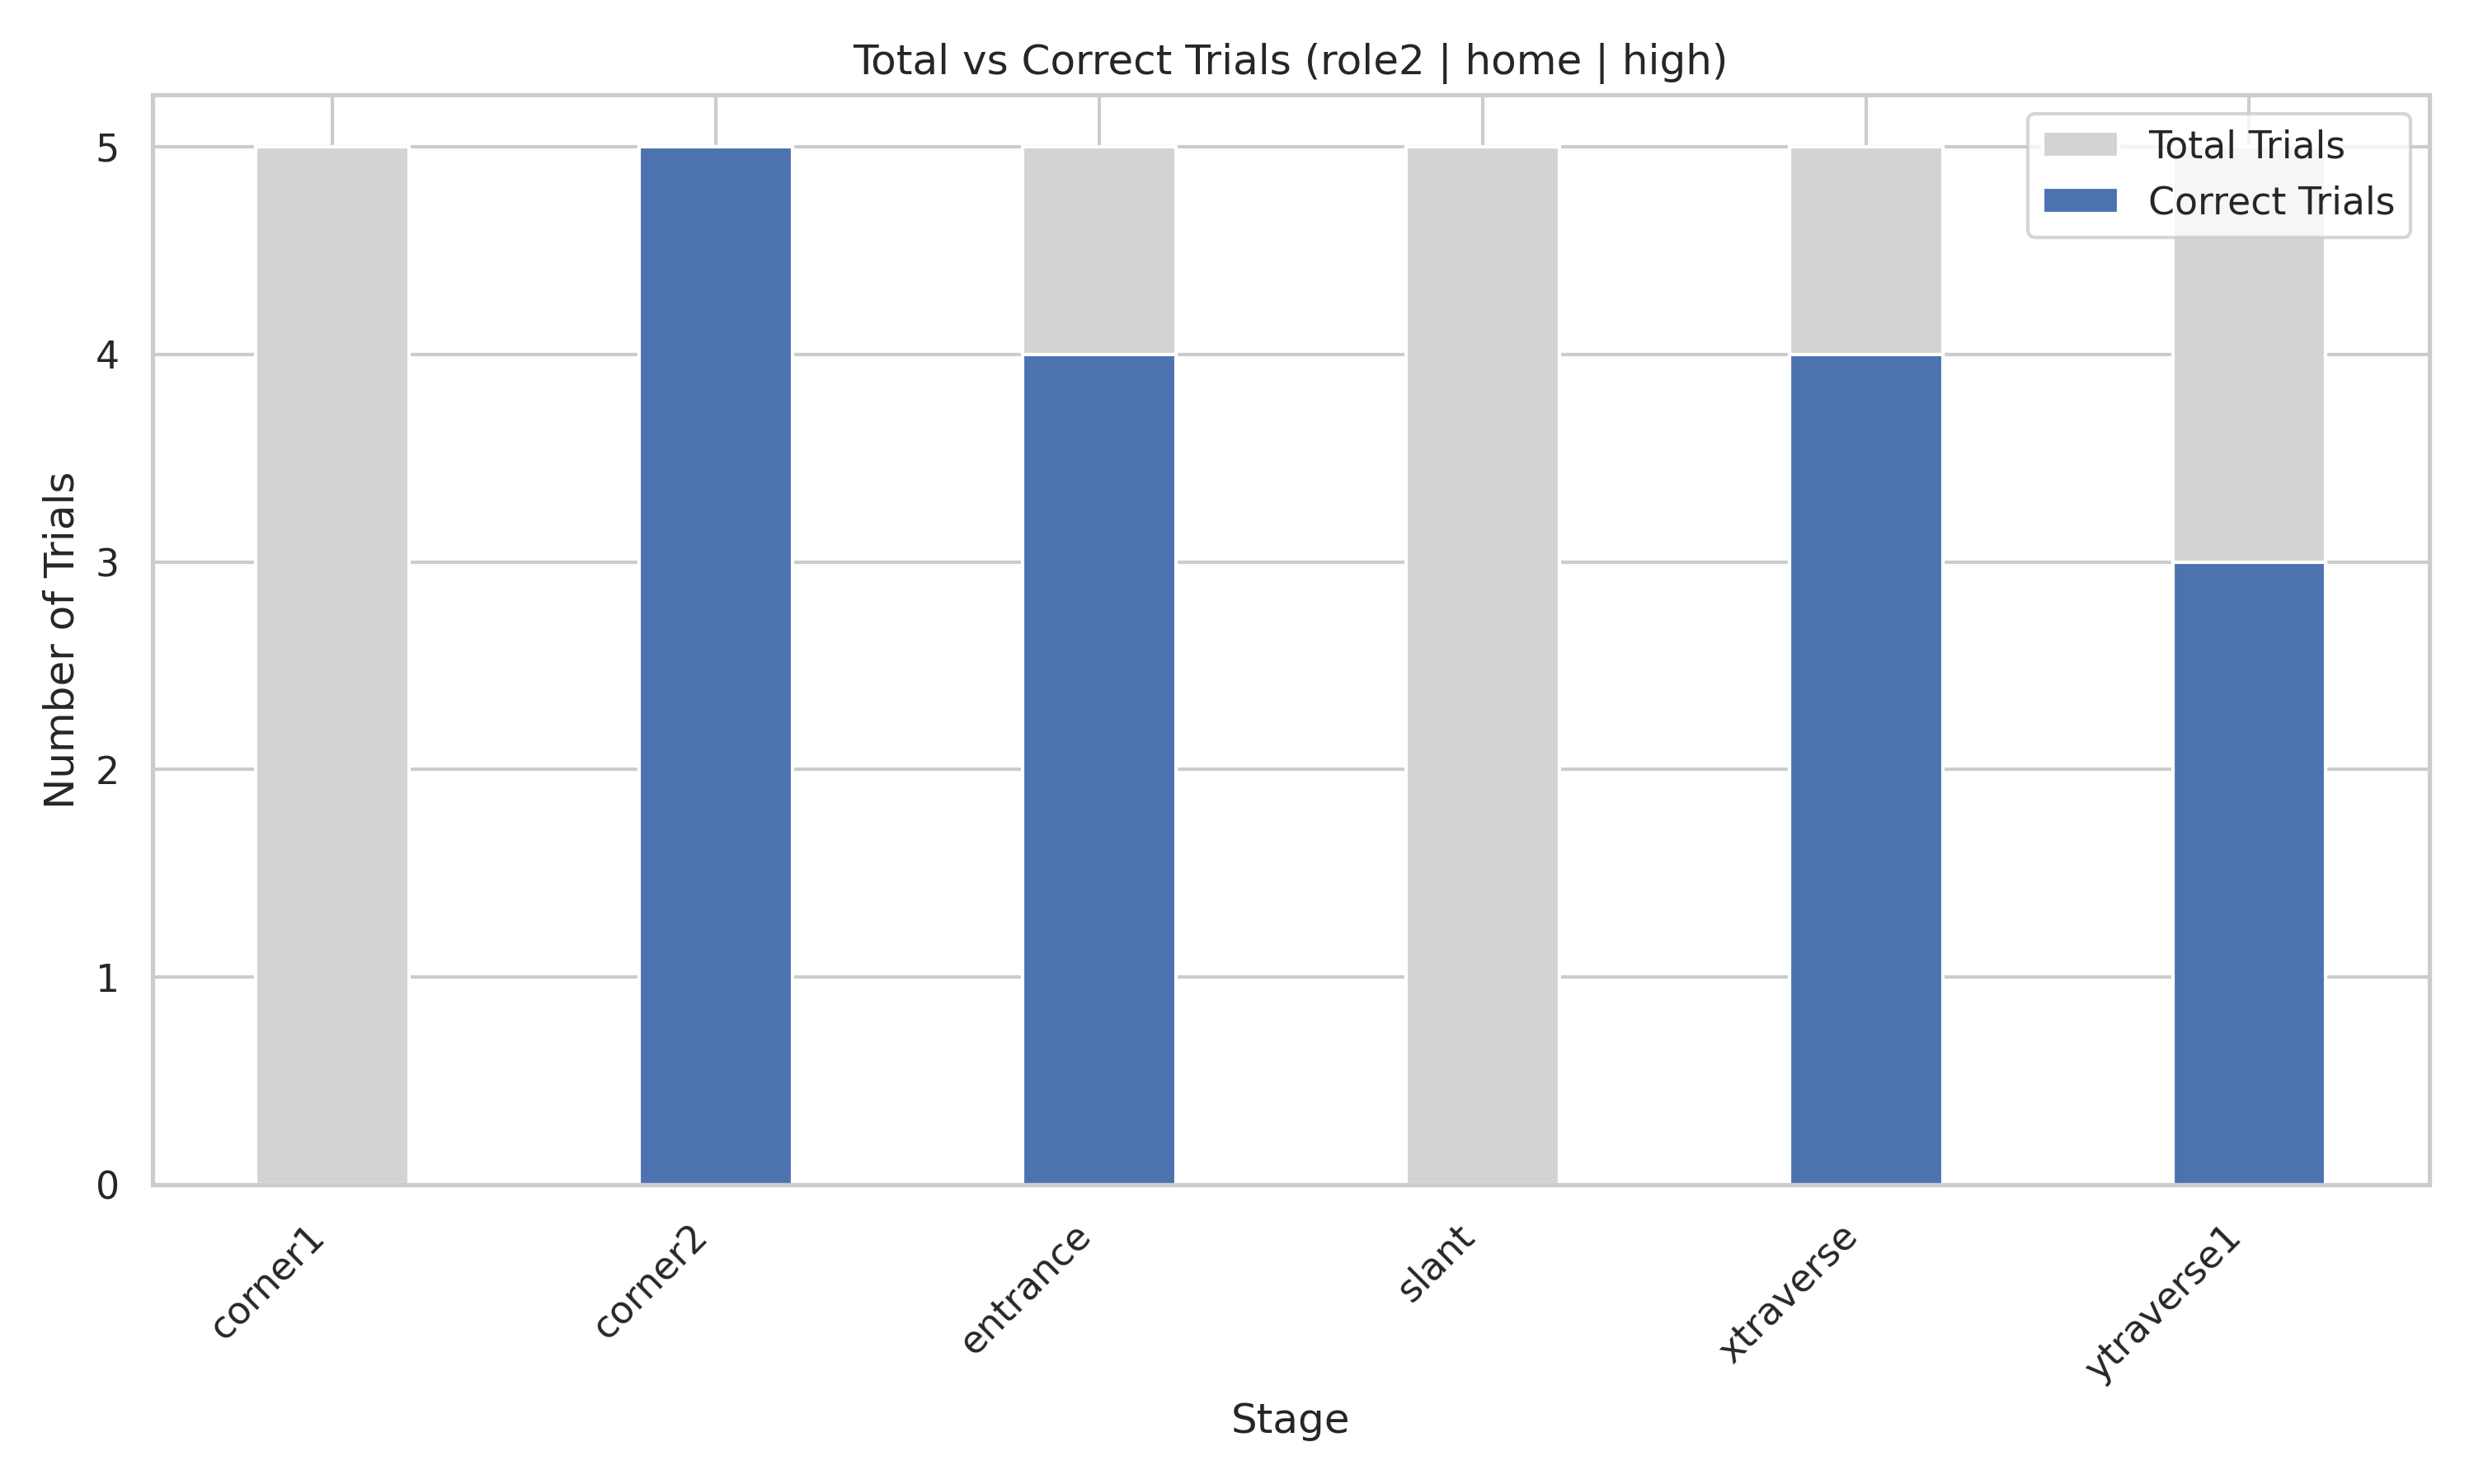 Total vs Correct Trials (role2 | home | high)
Total Trials
Correct Trials
Number of Trials
5
4
3
2
1
0
corner1
corner2
entrance
slant
xtraverse
ytraverse1
Stage